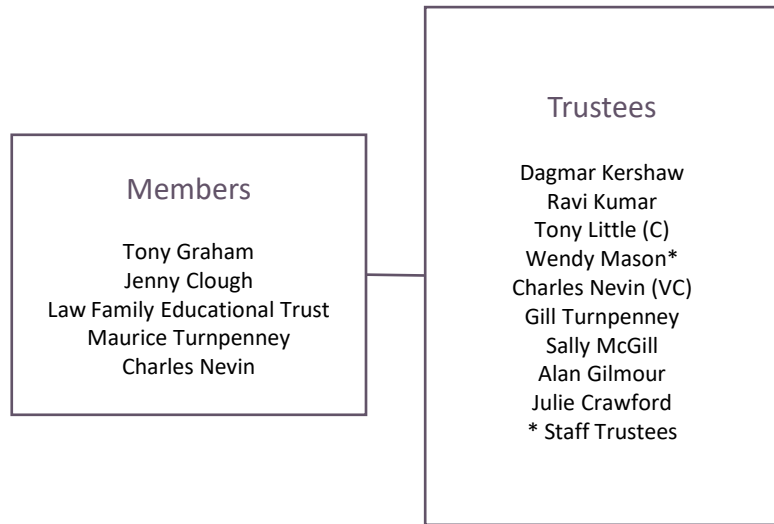 Members
Tony Graham
Jenny Clough
Law Family Educational Trust
Maurice Turnpenney
Charles Nevin
Trustees
Dagmar Kershaw
Ravi Kumar
Tony Little (C)
Wendy Mason*
Charles Nevin (VC)
Gill Turnpenney
Sally McGill
Alan Gilmour
Julie Crawford
* Staff Trustees